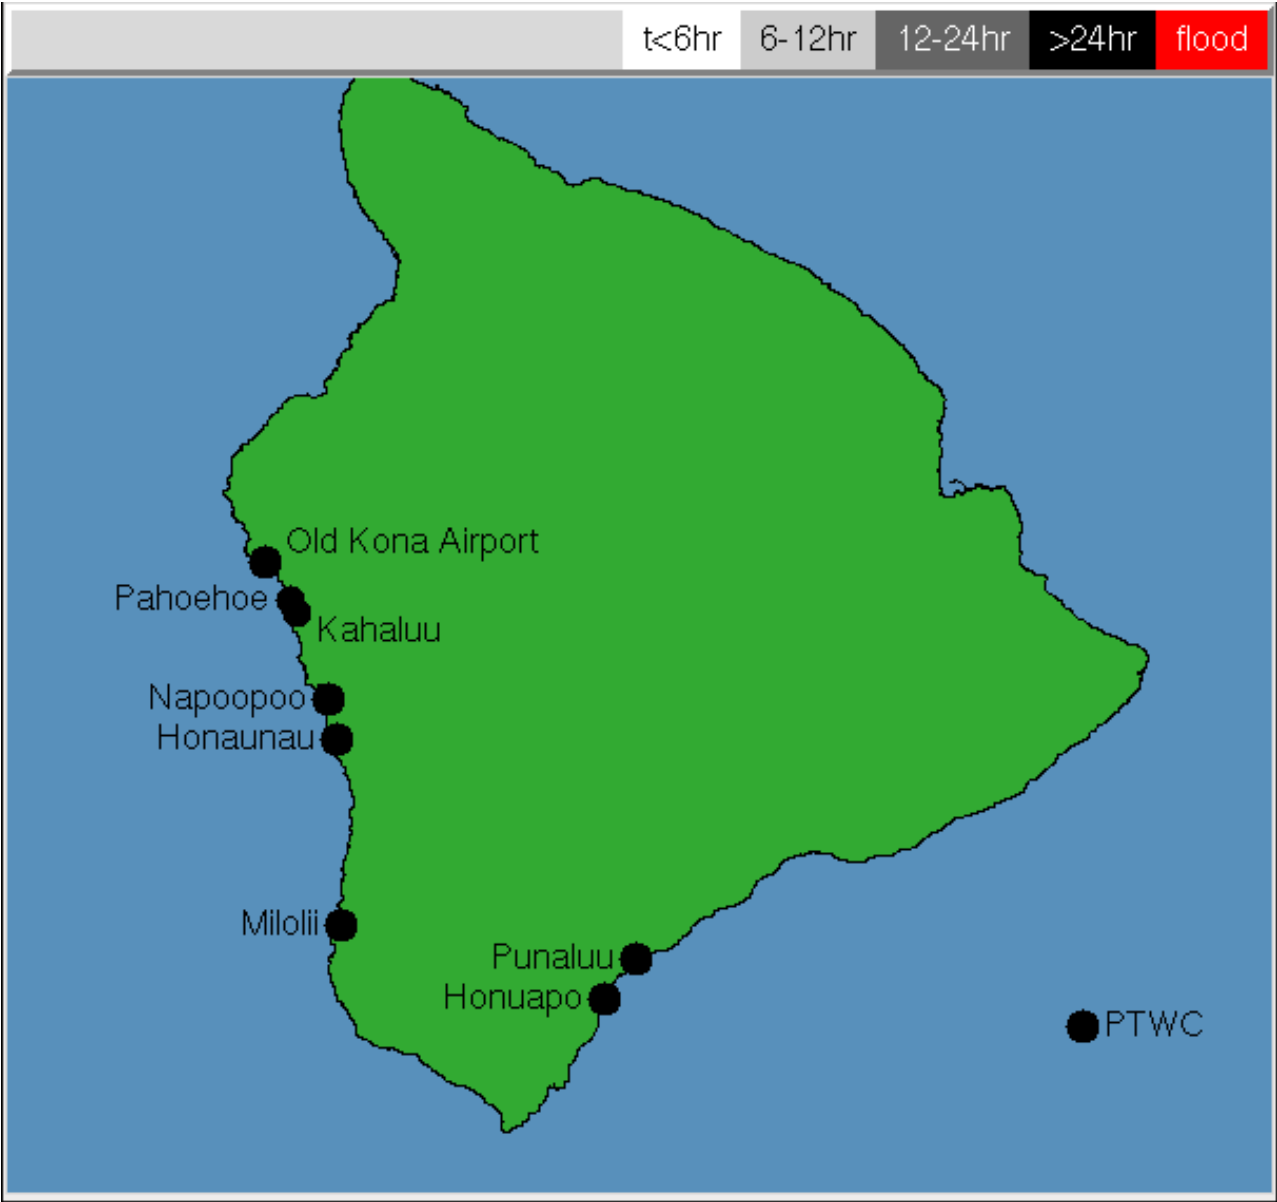 t<6hr 6-12hr 12-24hr >24hr flood
Old Kona Airport
Pahoehoe
Kahaluu
Napoopoo
Honaunau
Milolii
Punaluu
Honuapo
PTWC